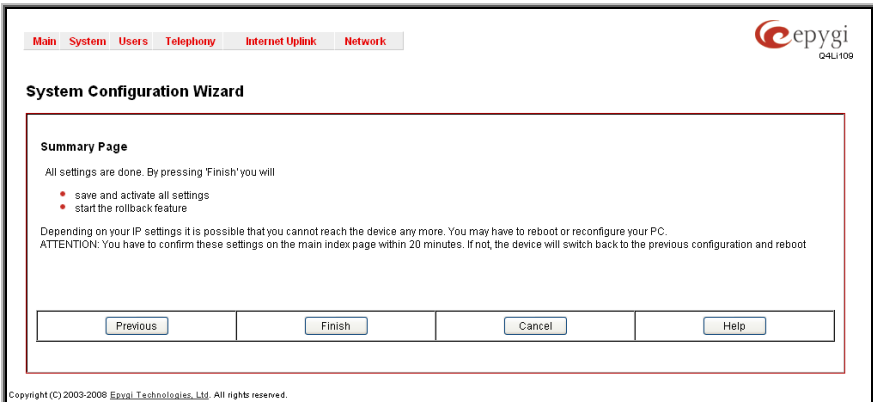 Main System Users Telephony Internet Uplink Network
epygi
Q4Li109
System Configuration Wizard
Summary Page
All settings are done. By pressing 'Finish' you will
save and activate all settings
start the rollback feature
Depending on your IP settings it is possible that you cannot reach the device any more. You may have to reboot or reconfigure your PC.
ATTENTION: You have to confirm these settings on the main index page within 20 minutes. If not, the device will switch back to the previous configuration and reboot
Previous Finish Cancel Help
Copyright (C) 2003-2008 Epygi Technologies, Ltd. All rights reserved.